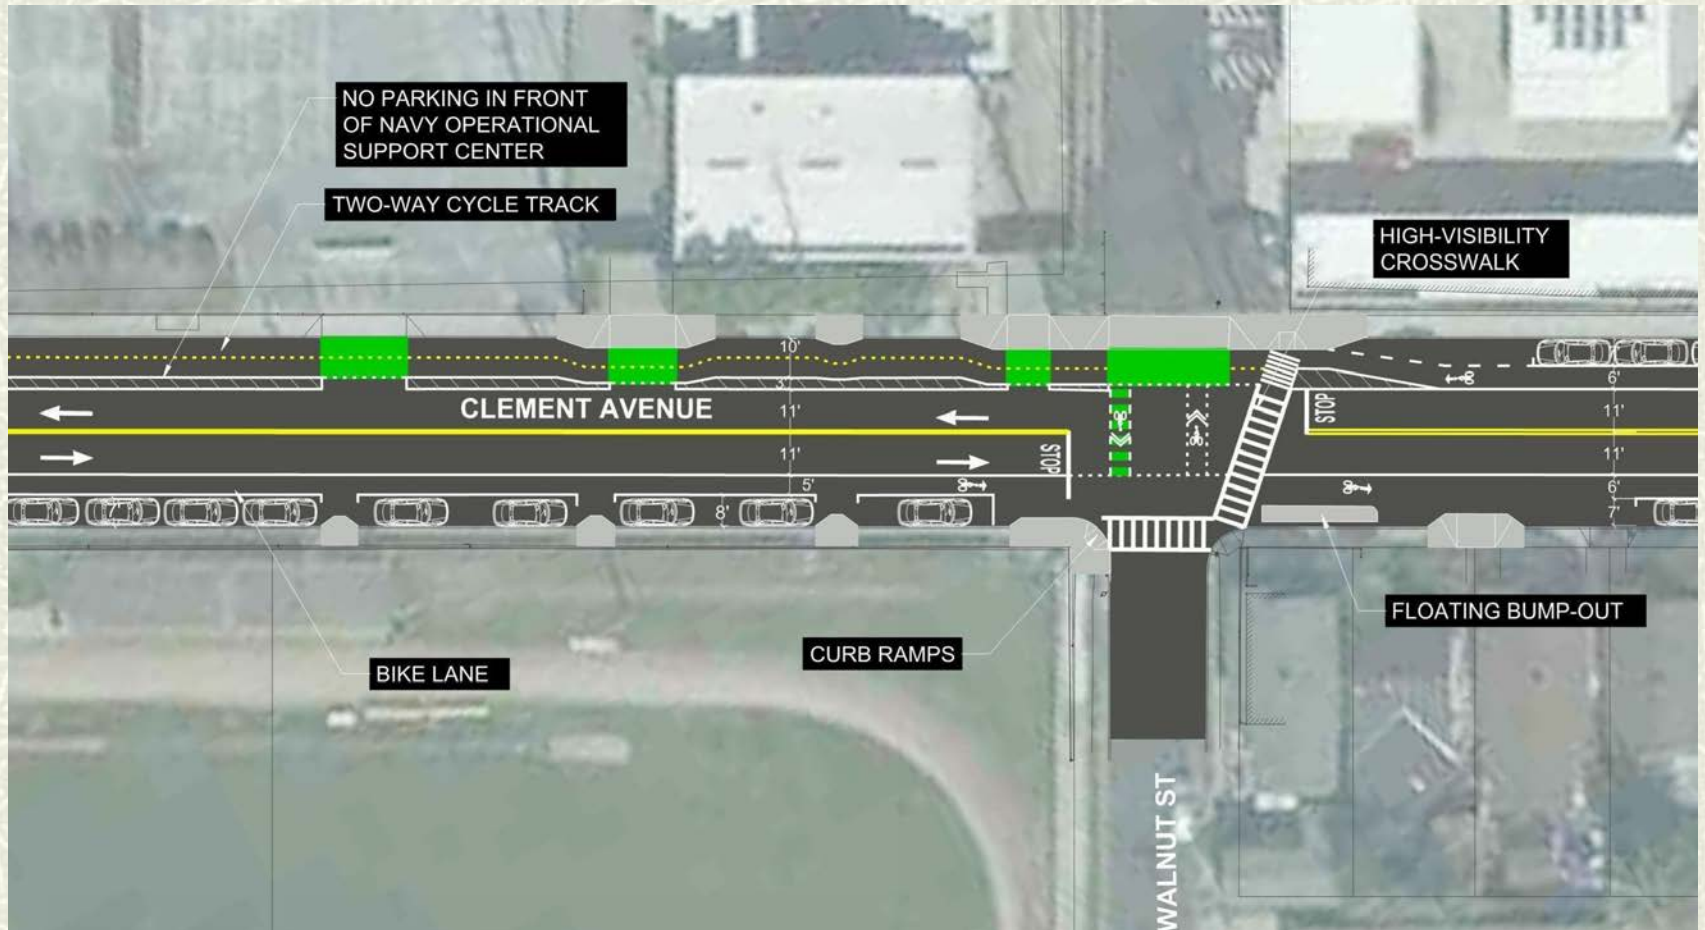 NO PARKING IN FRONT
OF NAVY OPERATIONAL
SUPPORT CENTER
TWO-WAY CYCLE TRACK
HIGH-VISIBILITY
CROSSWALK
10'
3'
6'
CLEMENT AVENUE
11'
11'
STOP
11'
11'
STOP
5'
6'
7'
8'
7'
FLOATING BUMP-OUT
CURB RAMPS
BIKE LANE
WALNUT ST